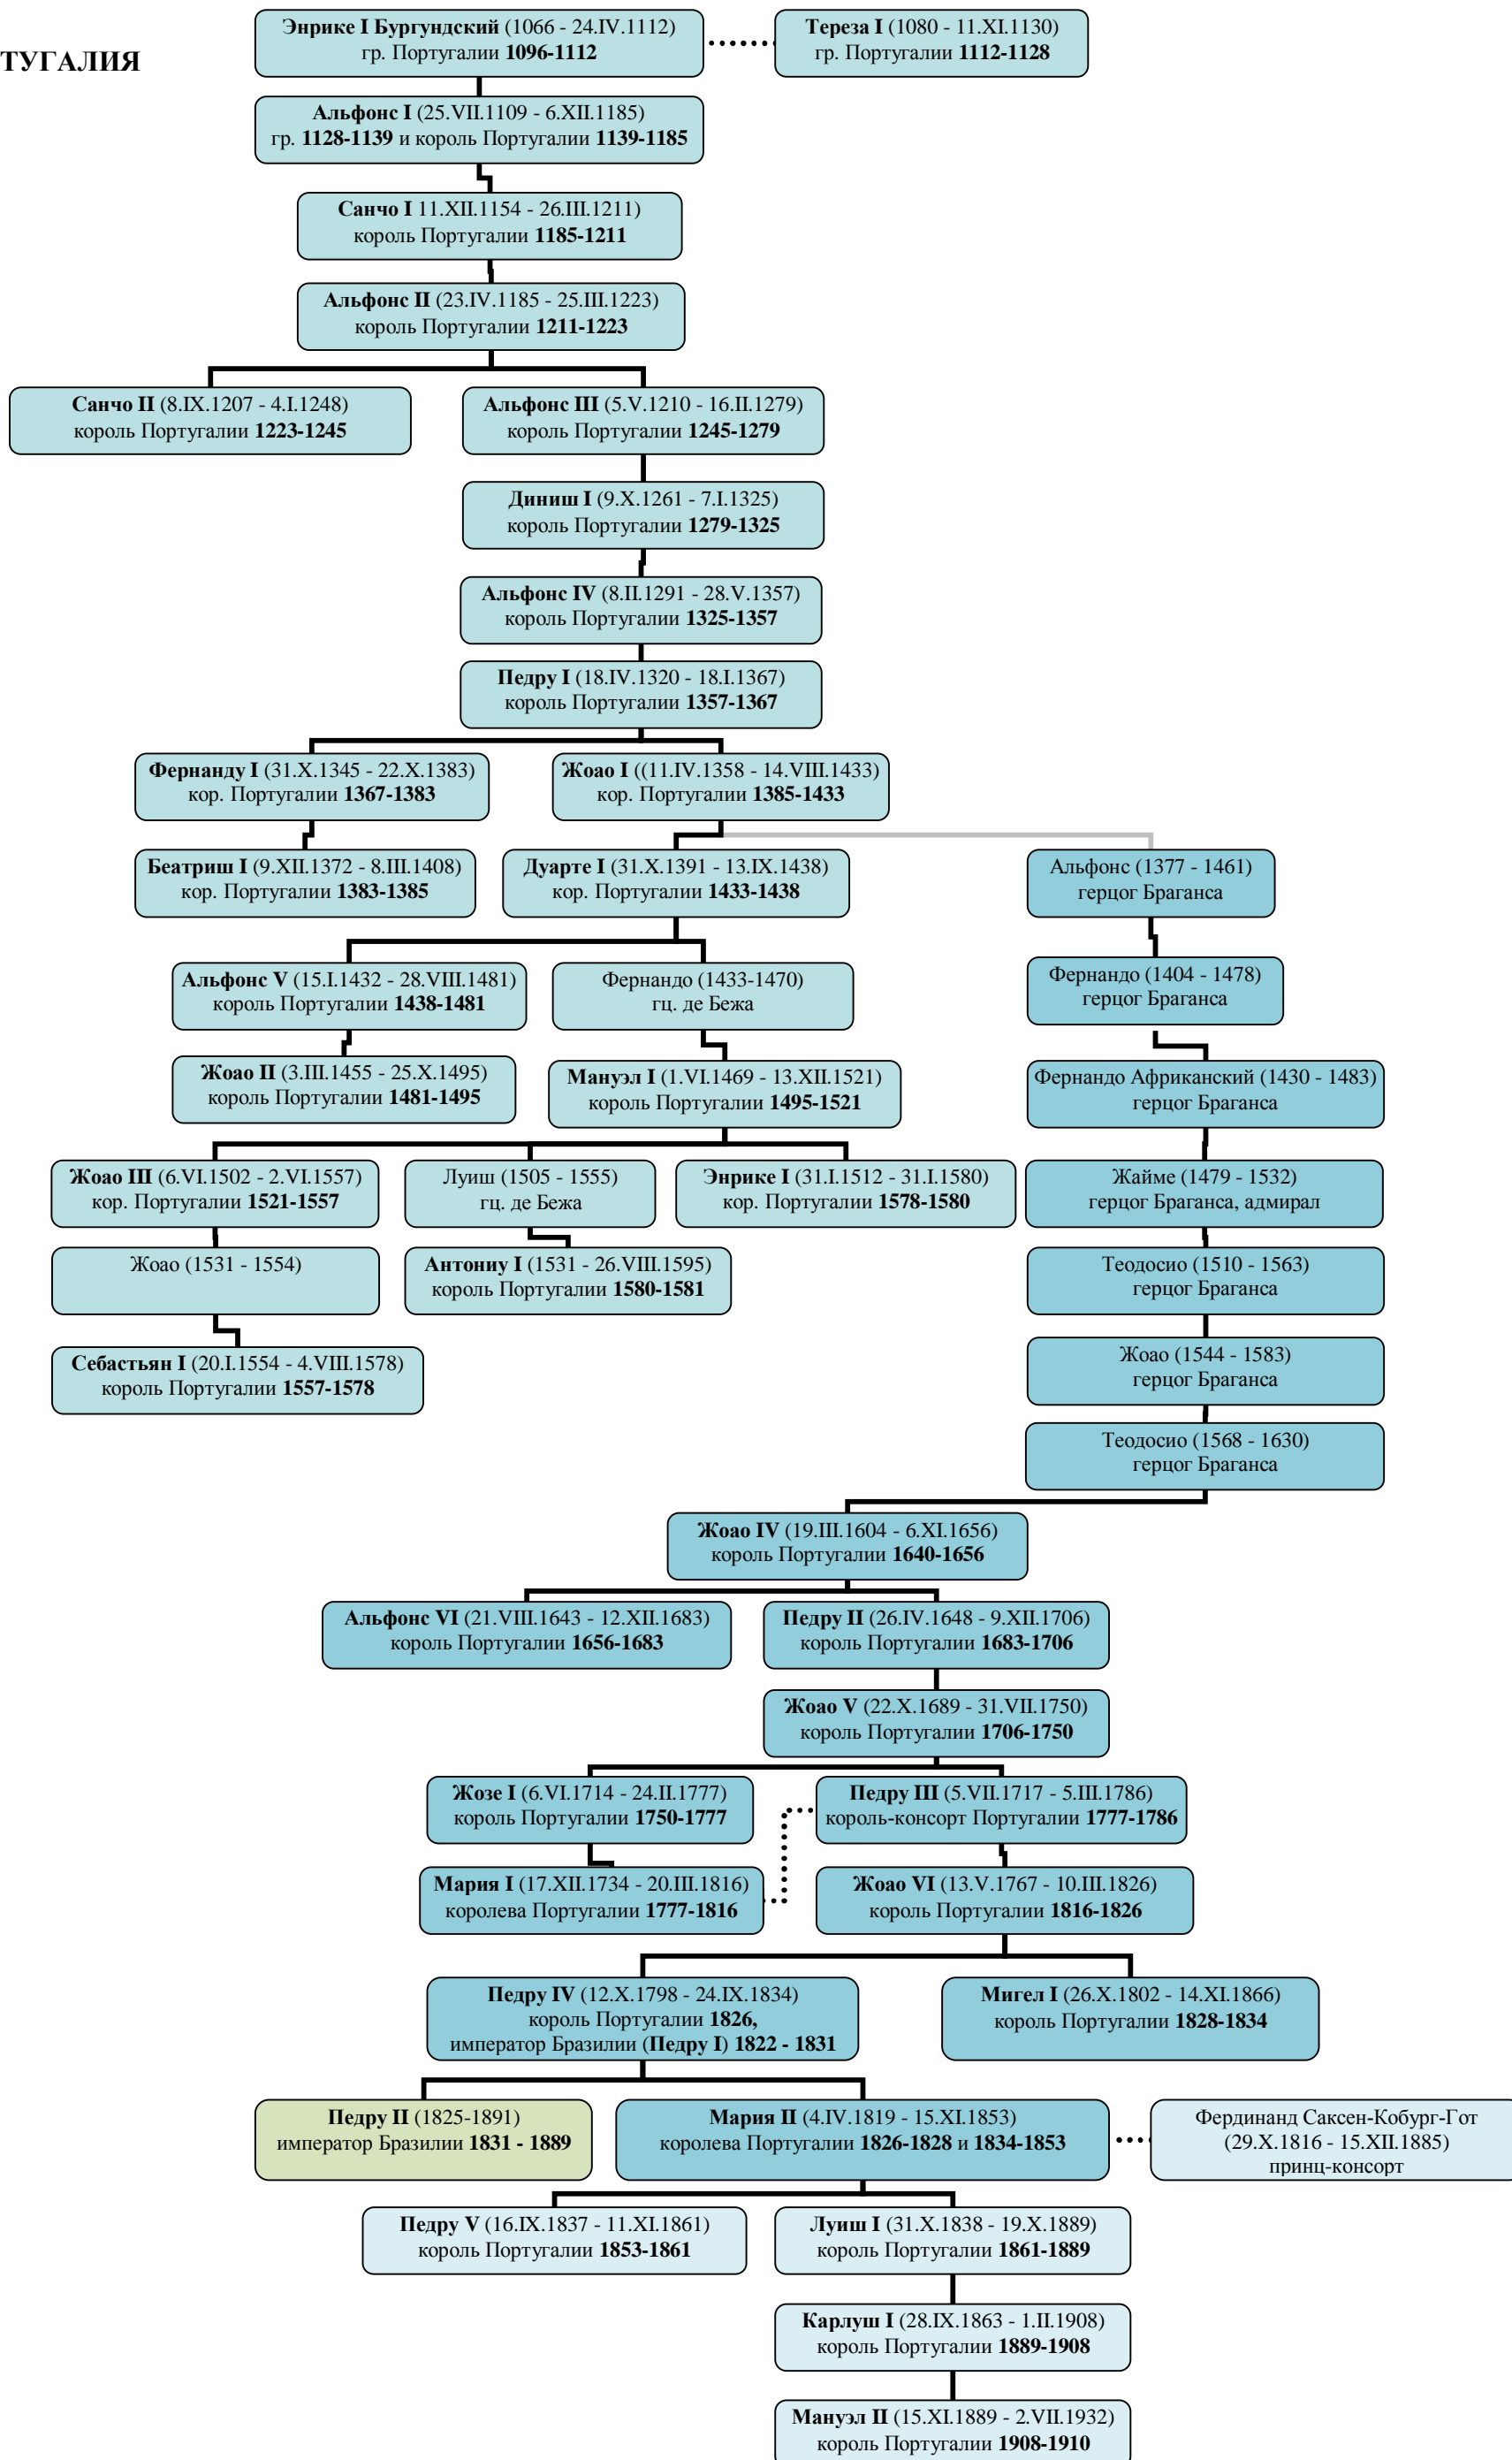 Энрике I Бургундский (1066 - 24.IV.1112)
гр. Португалии 1096-1112
Тереза I (1080 - 11.XI.1130)
гр. Португалии 1112-1128
ТУГАЛИЯ
Альфонс I (25.VII.1109 - 6.XII.1185)
гр. 1128-1139 и король Португалии 1139-1185
Санчо I 11.XII.1154 - 26.III.1211)
король Португалии 1185-1211
Альфонс II (23.IV.1185 - 25.III.1223)
король Португалии 1211-1223
Санчо II (8.IX.1207 - 4.I.1248)
король Португалии 1223-1245
Альфонс III (5.V.1210 - 16.II.1279)
король Португалии 1245-1279
Диниш I (9.X.1261 - 7.I.1325)
король Португалии 1279-1325
Альфонс IV (8.II.1291 - 28.V.1357)
король Португалии 1325-1357
Педру I (18.IV.1320 - 18.I.1367)
король Португалии 1357-1367
Фернанду I (31.X.1345 - 22.X.1383)
кор. Португалии 1367-1383
Жоао I ((11.IV.1358 - 14.VIII.1433)
кор. Португалии 1385-1433
Беатриш I (9.XII.1372 - 8.III.1408)
кор. Португалии 1383-1385
Дуарте I (31.X.1391 - 13.IX.1438)
кор. Португалии 1433-1438
Альфонс (1377 - 1461)
герцог Браганса
Альфонс V (15.I.1432 - 28.VIII.1481)
король Португалии 1438-1481
Фернандо (1433-1470)
гц. де Бежа
Фернандо (1404 - 1478)
герцог Браганса
Жоао II (3.III.1455 - 25.X.1495)
король Португалии 1481-1495
Мануэл I (1.VI.1469 - 13.XII.1521)
король Португалии 1495-1521
Фернандо Африканский (1430 - 1483)
герцог Браганса
Жоао III (6.VI.1502 - 2.VI.1557)
кор. Португалии 1521-1557
Луиш (1505 - 1555)
гц. де Бежа
Энрике I (31.I.1512 - 31.I.1580)
кор. Португалии 1578-1580
Жайме (1479 - 1532)
герцог Браганса, адмирал
Жоао (1531 - 1554)
Антониу I (1531 - 26.VIII.1595)
король Португалии 1580-1581
Теодосио (1510 - 1563)
герцог Браганса
Себастьян I (20.I.1554 - 4.VIII.1578)
король Португалии 1557-1578
Жоао (1544 - 1583)
герцог Браганса
Теодосио (1568 - 1630)
герцог Браганса
Жоао IV (19.III.1604 - 6.XI.1656)
король Португалии 1640-1656
Альфонс VI (21.VIII.1643 - 12.XII.1683)
король Португалии 1656-1683
Педру II (26.IV.1648 - 9.XII.1706)
король Португалии 1683-1706
Жоао V (22.X.1689 - 31.VII.1750)
король Португалии 1706-1750
Жозе I (6.VI.1714 - 24.II.1777)
король Португалии 1750-1777
Педру III (5.VII.1717 - 5.III.1786)
король-консорт Португалии 1777-1786
Мария I (17.XII.1734 - 20.III.1816)
королева Португалии 1777-1816
Жоао VI (13.V.1767 - 10.III.1826)
король Португалии 1816-1826
Педру IV (12.X.1798 - 24.IX.1834)
король Португалии 1826,
император Бразилии (Педру I) 1822 - 1831
Мигел I (26.X.1802 - 14.XI.1866)
король Португалии 1828-1834
Педру II (1825-1891)
император Бразилии 1831 - 1889
Мария II (4.IV.1819 - 15.XI.1853)
королева Португалии 1826-1828 и 1834-1853
Фердинанд Саксен-Кобург-Гот
(29.X.1816 - 15.XII.1885)
принц-консорт
Педру V (16.IX.1837 - 11.XI.1861)
король Португалии 1853-1861
Луиш I (31.X.1838 - 19.X.1889)
король Португалии 1861-1889
Карлуш I (28.IX.1863 - 1.II.1908)
король Португалии 1889-1908
Мануэл II (15.XI.1889 - 2.VII.1932)
король Португалии 1908-1910